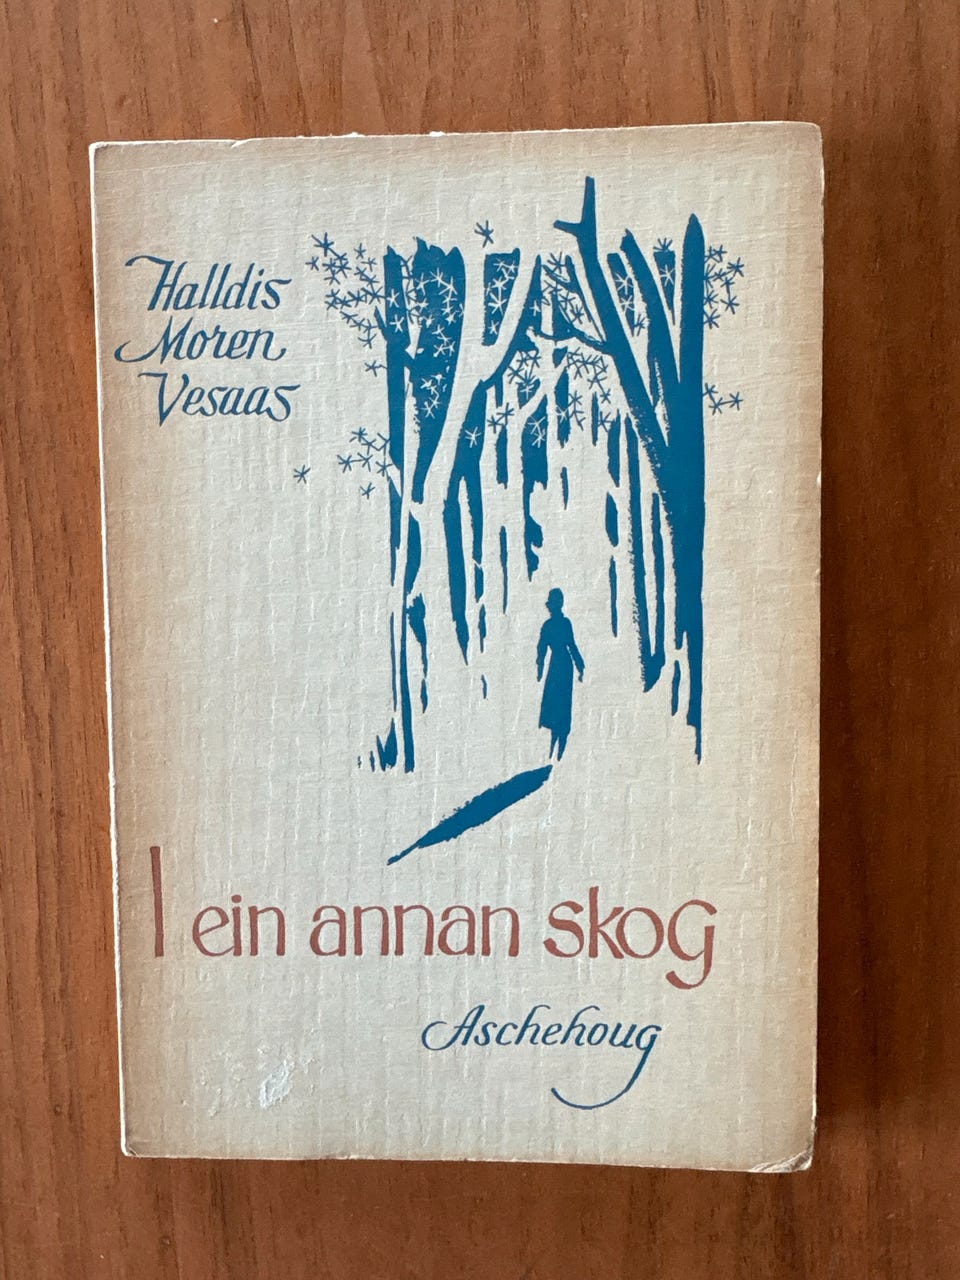 Halldis
Moren
Vesaas
I ein annan skog
Aschehoug